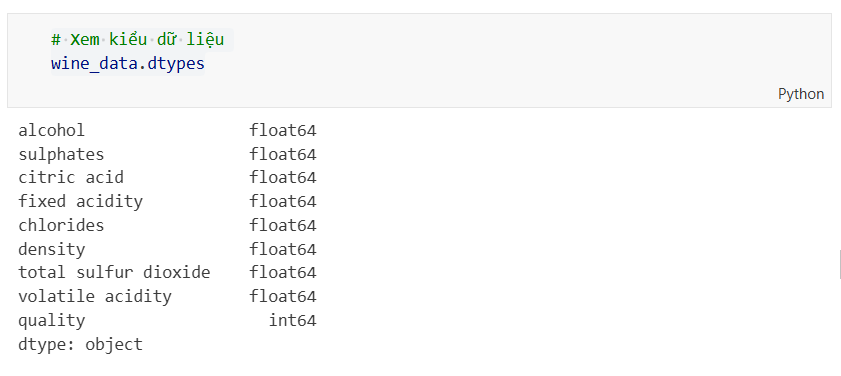 # Xem kiểu dữ liệu
wine_data.dtypes
Python
alcohol float64
sulphates float64
citric acid float64
fixed acidity float64
chlorides float64
density float64
total sulfur dioxide float64
volatile acidity float64
quality int64
dtype: object